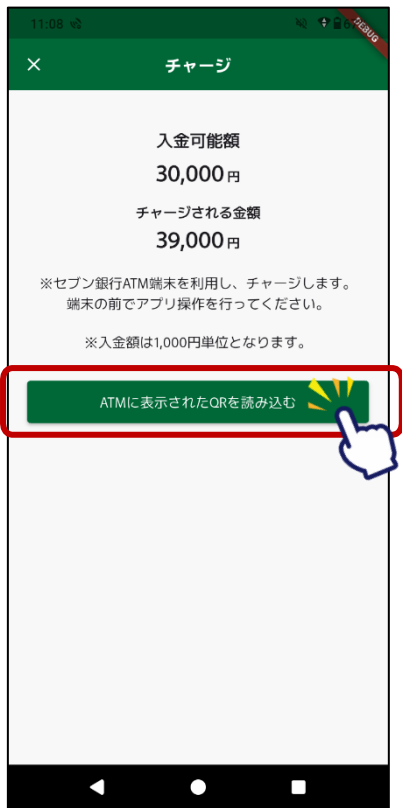 11:08
DEBUG
チャージ
入金可能額
30,000円
チャージされる金額
39,000円
※セブン銀行ATM端末を利用し、チャージします。
端末の前でアプリ操作を行ってください。
※入金額は1,000円単位となります。
ATMに表示されたQRを読み込む